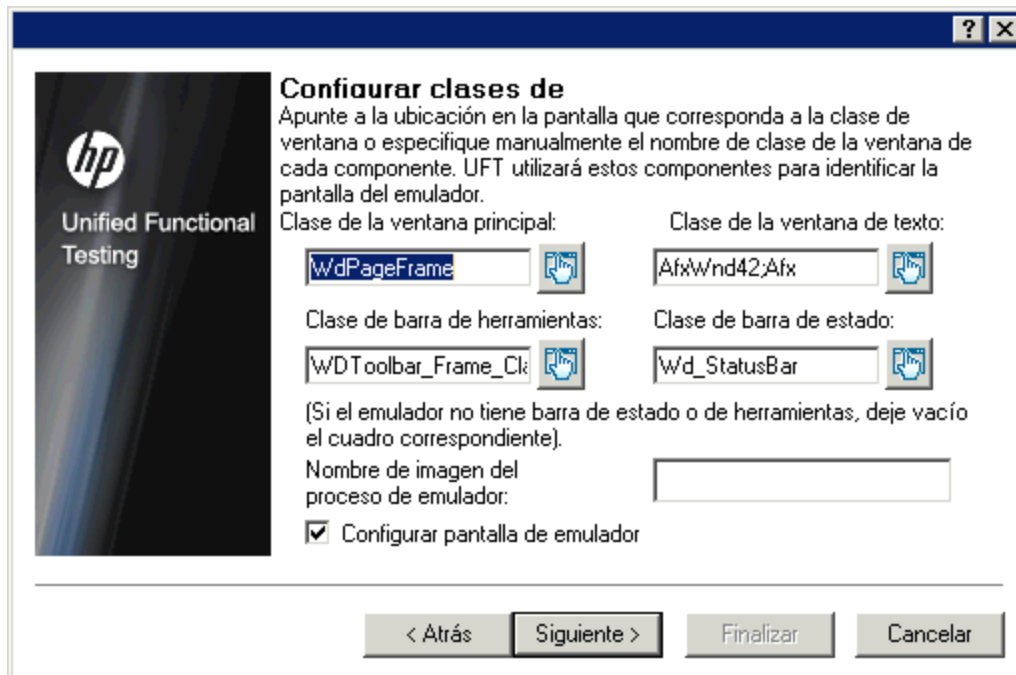 Configurar clases de
Apunte a la ubicación en la pantalla que corresponda a la clase de
ventana o especifique manualmente el nombre de clase de la ventana de
cada componente. UFT utilizará estos componentes para identificar la
pantalla del emulador.
hp
Unified Functional
Testing
Clase de la ventana principal:
Clase de la ventana de texto:
WdPageFrame
AfxWnd42;Afx
Clase de barra de herramientas:
Clase de barra de estado:
WDToolbar_Frame_Cla
Wd_StatusBar
(Si el emulador no tiene barra de estado o de herramientas, deje vacío
el cuadro correspondiente).
Nombre de imagen del
proceso de emulador:
Configurar pantalla de emulador
< Atrás
Siguiente >
Finalizar
Cancelar